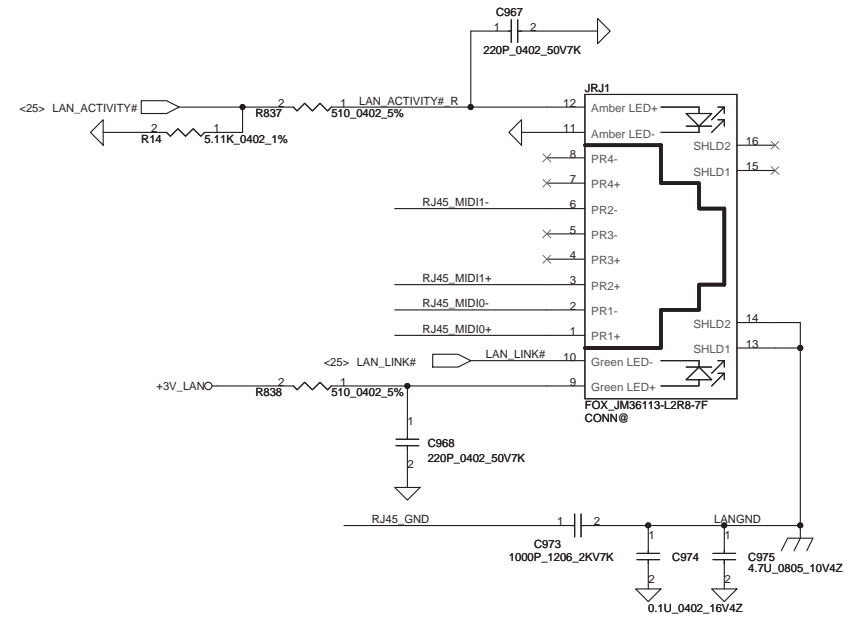 C967
1 2
220P_0402_50V7K
JRJ1
<25> LAN_ACTIVITY#
R837 2 1 510_0402_5%
LAN_ACTIVITY#_R
12 Amber LED+
R14 2 1 5.11K_0402_1%
11 Amber LED-
SHLD2 16
8 PR4-
SHLD1 15
7 PR4+
RJ45_MIDI1- 6 PR2-
5 PR3-
4 PR3+
RJ45_MIDI1+ 3 PR2+
RJ45_MIDI0- 2 PR1-
SHLD2 14
RJ45_MIDI0+ 1 PR1+
SHLD1 13
<25> LAN_LINK# LAN_LINK# 10 Green LED-
+3V_LAN R838 2 1 510_0402_5% 9 Green LED+
FOX_JM36113-L2R8-7F
CONN@
1
C968
220P_0402_50V7K
2
RJ45_GND 1 2 LANGND
C973
1000P_1206_2KV7K
1
C974
2
0.1U_0402_16V4Z
1
C975
4.7U_0805_10V4Z
2